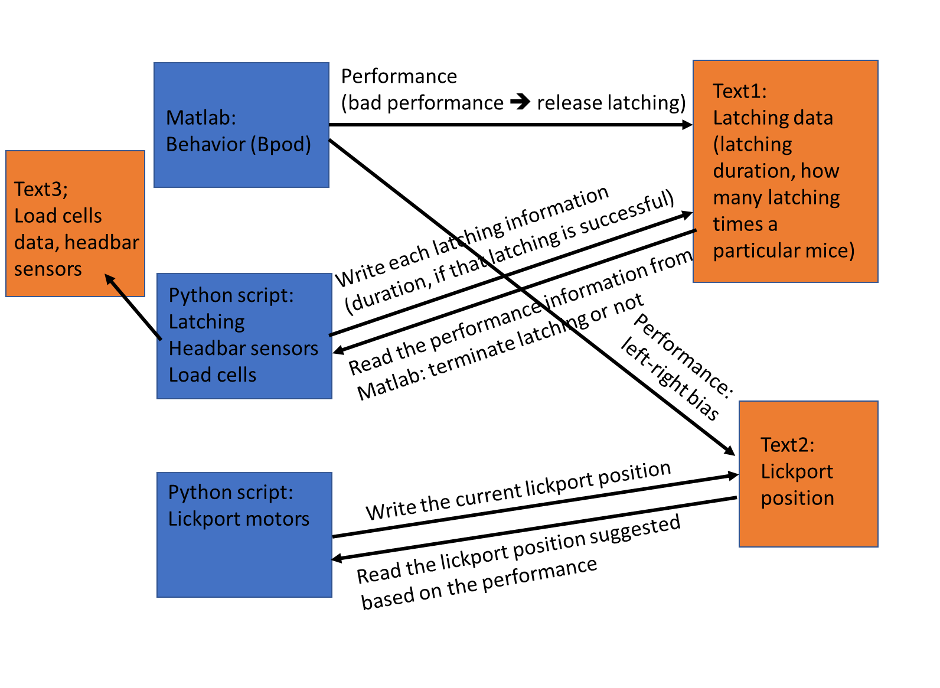 Performance
(bad performance ➔ release latching)
Matlab:
Behavior (Bpod)
Text1:
Latching data
(latching
duration, how
many latching
times a
particular mice)
Text3;
Load cells
data, headbar
sensors
Write each latching information
(duration, if that latching is successful)
Python script:
Latching
Headbar sensors
Load cells
Read the performance information from
Matlab: terminate latching or not
Performance:
left-right bias
Text2:
Lickport
position
Python script:
Lickport motors
Write the current lickport position
Read the lickport position suggested
based on the performance